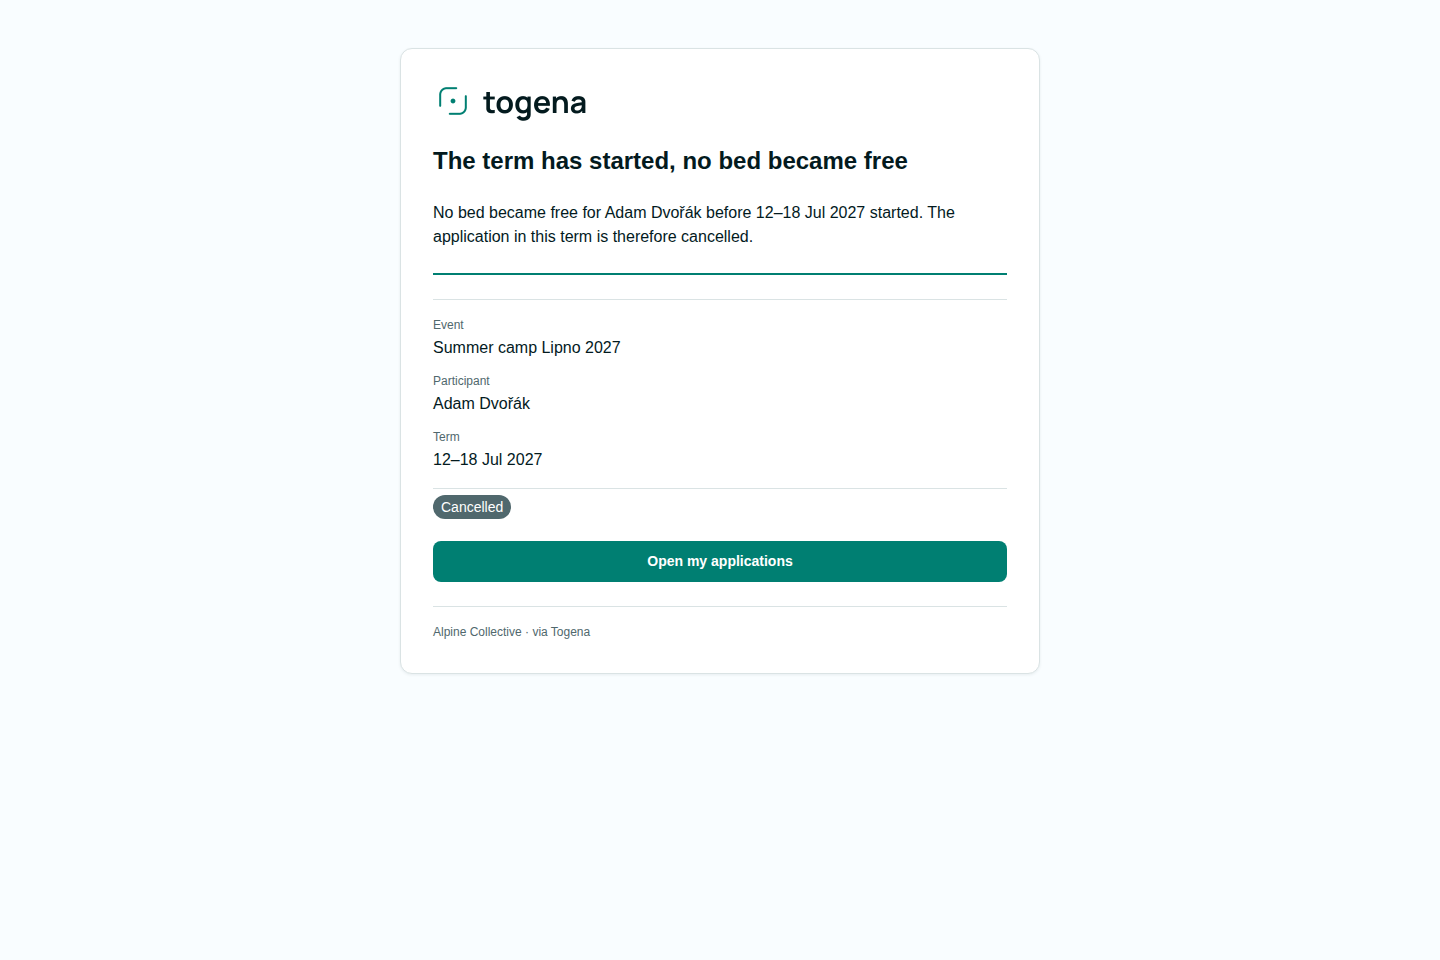 togena
The term has started, no bed became free
No bed became free for Adam Dvořák before 12–18 Jul 2027 started. The
application in this term is therefore cancelled.
Event
Summer camp Lipno 2027
Participant
Adam Dvořák
Term
12–18 Jul 2027
Cancelled
Open my applications
Alpine Collective · via Togena